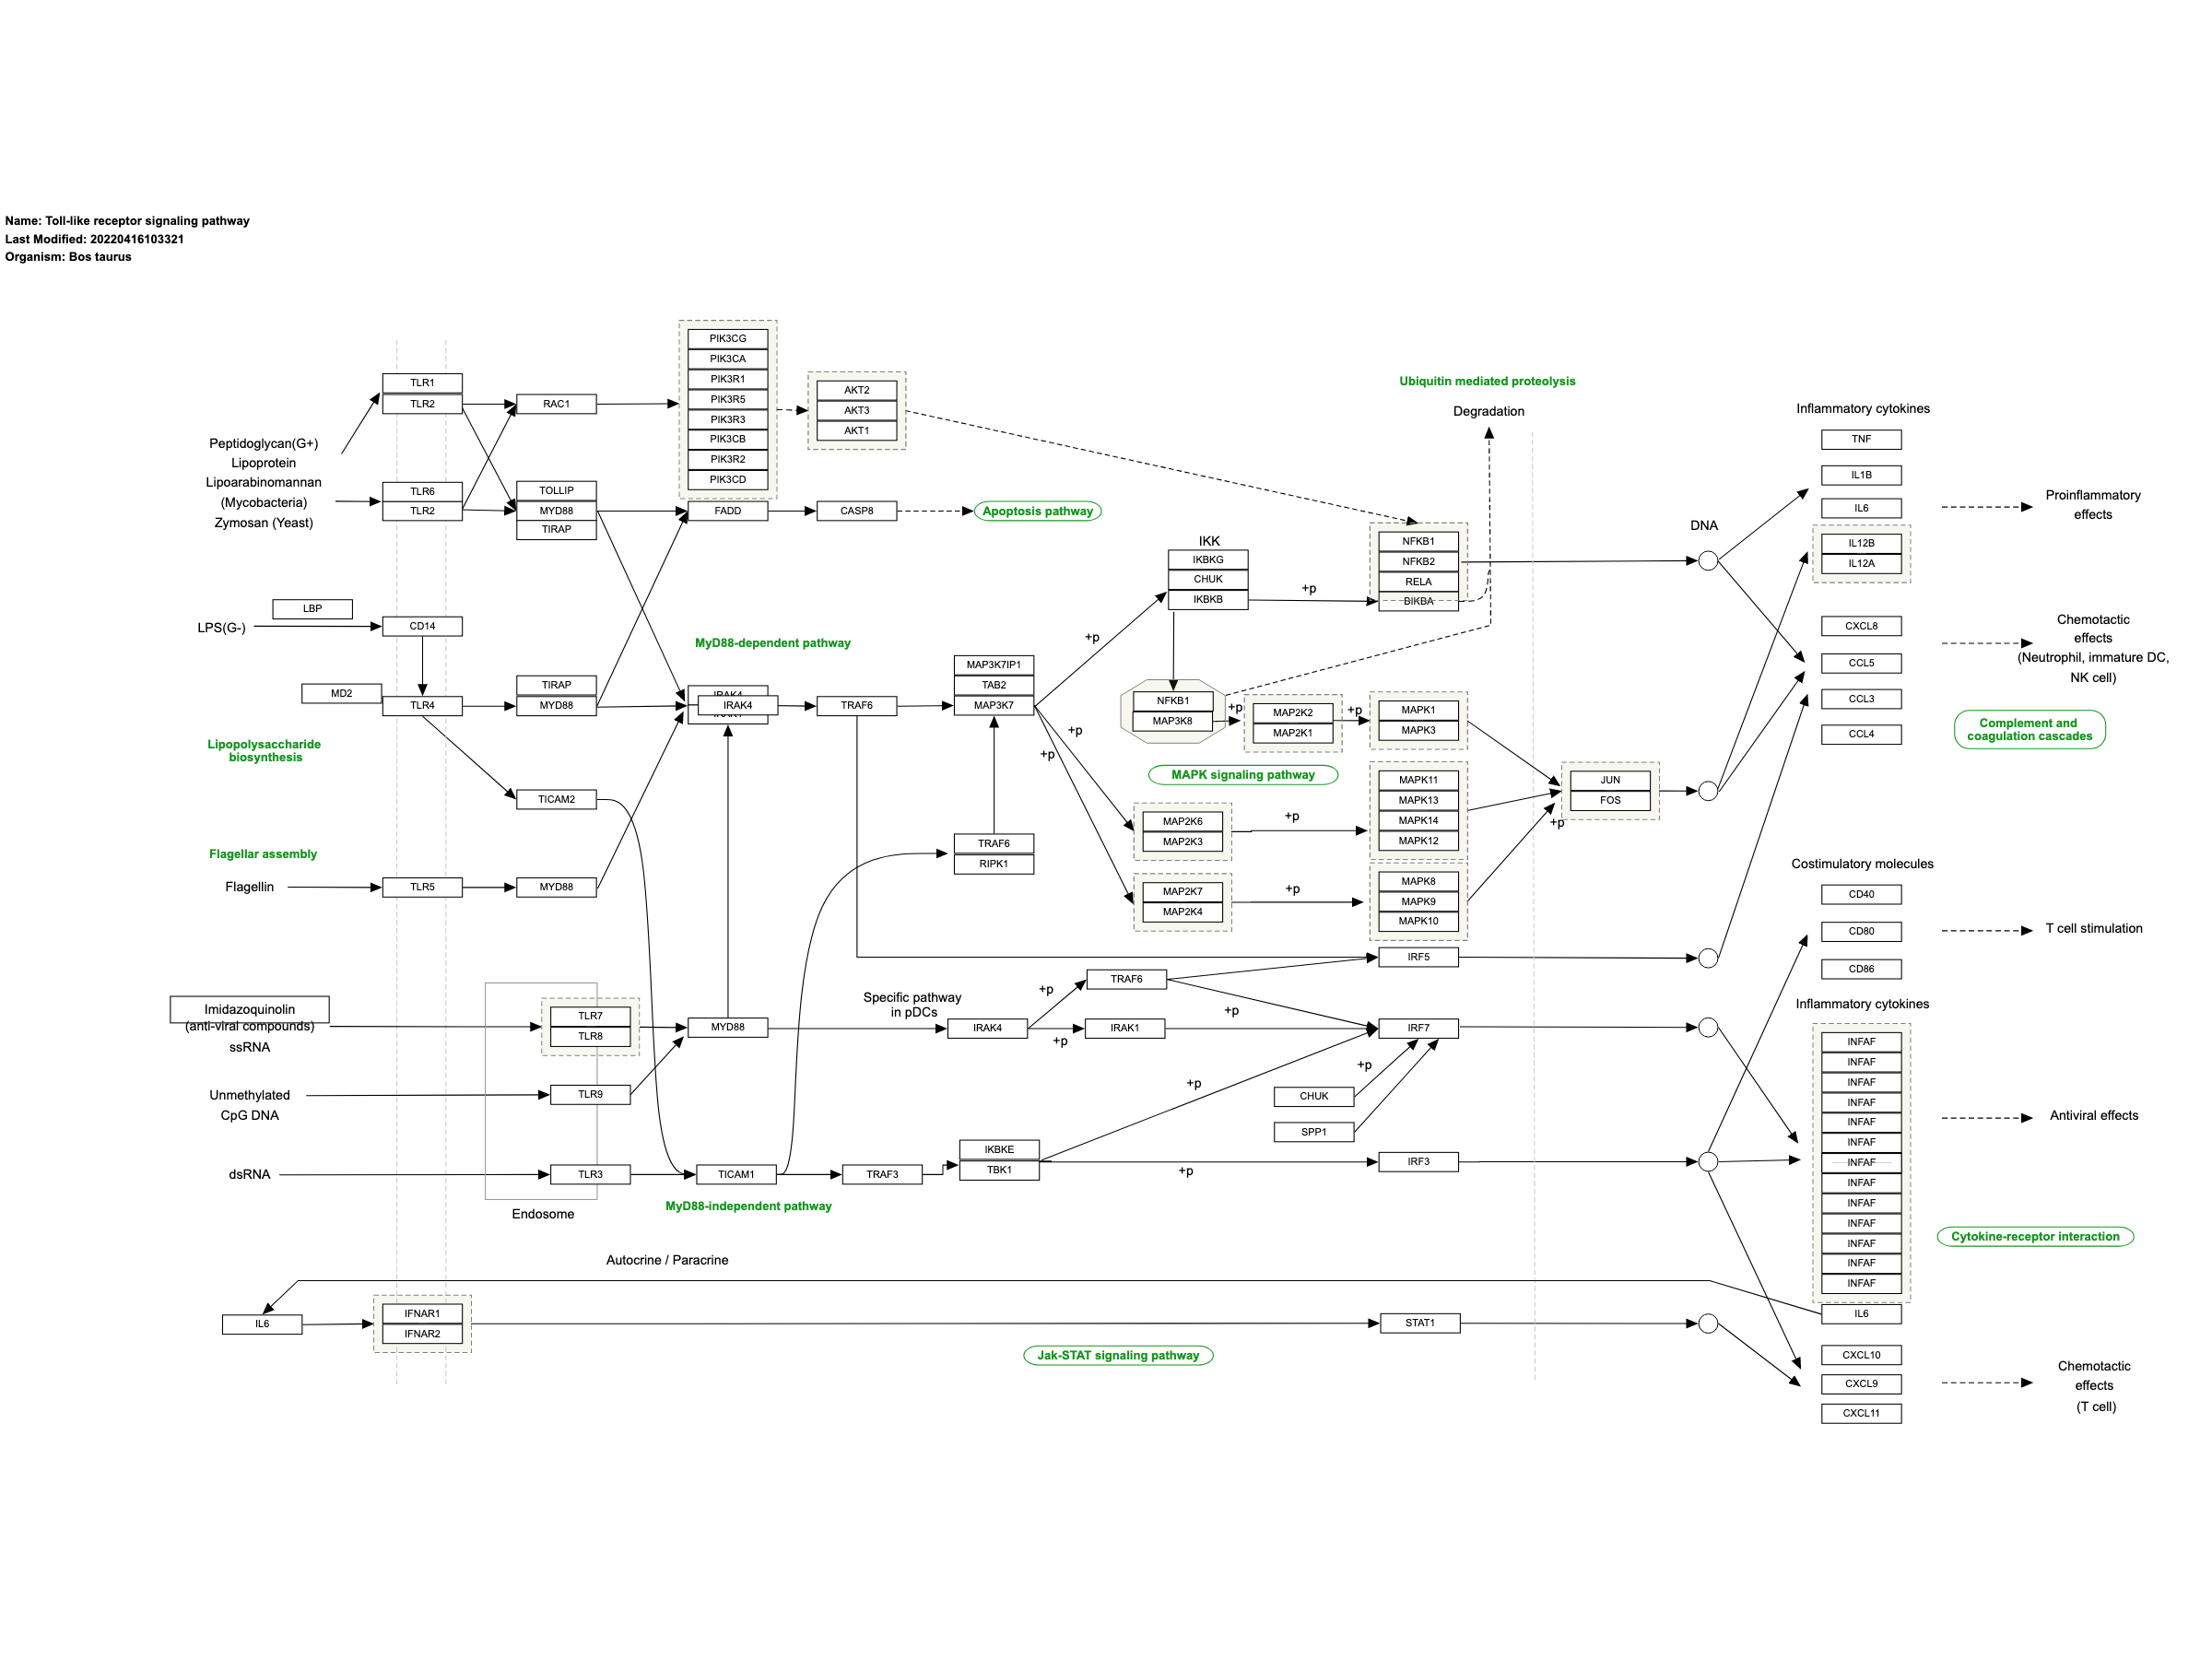 Name: Toll-like receptor signaling pathway
Last Modified: 20220416103321
Organism: Bos taurus
PIK3CG
PIK3CA
PIK3R1
PIK3R5
PIK3R3
PIK3CB
PIK3R2
PIK3CD
AKT2
AKT3
AKT1
TLR1
TLR2
RAC1
Peptidoglycan(G+)
Lipoprotein
Lipoarabinomannan
(Mycobacteria)
Zymosan (Yeast)
TLR6
TLR2
TOLLIP
MYD88
TIRAP
FADD
CASP8
Apoptosis pathway
Ubiquitin mediated proteolysis
Degradation
Inflammatory cytokines
TNF
IL1B
IL6
IL12B
IL12A
Proinflammatory
effects
DNA
IKK
IKBKG
CHUK
IKBKB
+p
NFKB1
NFKB2
RELA
BIKBA
LBP
LPS(G-)
CD14
MyD88-dependent pathway
MD2
TLR4
TIRAP
MYD88
IRAK4
IRAK4
TRAF6
MAP3K7IP1
TAB2
MAP3K7
+p
+p
+p
NFKB1
MAP3K8
+p
MAP2K2
MAP2K1
+p
MAPK1
MAPK3
CXCL8
CCL5
CCL3
CCL4
Chemotactic
effects
(Neutrophil, immature DC,
NK cell)
Complement and
coagulation cascades
Lipopolysaccharide
biosynthesis
MAPK signaling pathway
TICAM2
MAPK11
MAPK13
MAPK14
MAPK12
JUN
FOS
+p
MAP2K6
MAP2K3
+p
TRAF6
RIPK1
Flagellar assembly
Flagellin
TLR5
MYD88
MAP2K7
MAP2K4
+p
MAPK8
MAPK9
MAPK10
Costimulatory molecules
CD40
CD80
CD86
T cell stimulation
IRF5
TRAF6
+p
Specific pathway
in pDCs
Imidazoquinolin
(anti-viral compounds)
ssRNA
TLR7
TLR8
MYD88
IRAK4
+p
IRAK1
+p
IRF7
Inflammatory cytokines
INFAF
INFAF
INFAF
INFAF
INFAF
INFAF
INFAF
INFAF
INFAF
INFAF
INFAF
INFAF
INFAF
IL6
Antiviral effects
Unmethylated
CpG DNA
TLR9
+p
+p
CHUK
SPP1
IKBKE
TBK1
+p
IRF3
dsRNA
TLR3
TICAM1
TRAF3
Endosome
MyD88-independent pathway
Cytokine-receptor interaction
Autocrine / Paracrine
IL6
IFNAR1
IFNAR2
STAT1
Jak-STAT signaling pathway
CXCL10
CXCL9
CXCL11
Chemotactic
effects
(T cell)